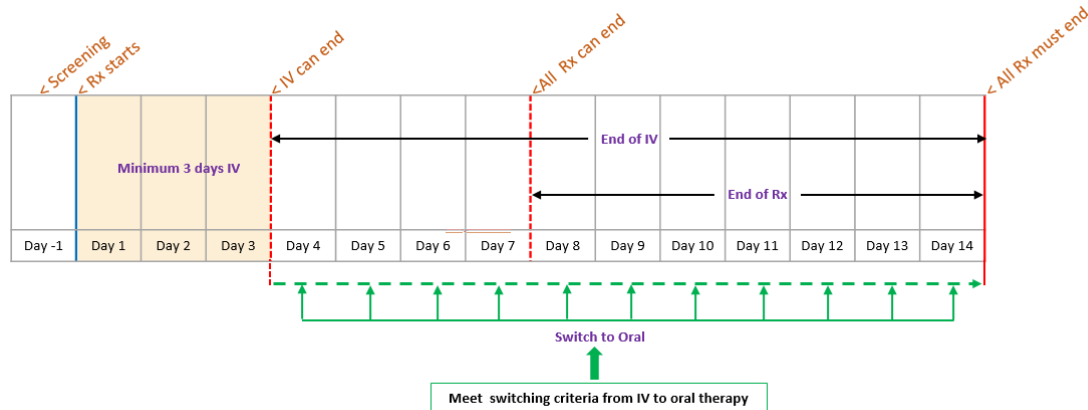 < Screening
< Rx starts
< IV can end
<All Rx can end
< All Rx must end
End of IV
Minimum 3 days IV
End of Rx
Day -1 Day 1 Day 2 Day 3 Day 4 Day 5 Day 6 Day 7 Day 8 Day 9 Day 10 Day 11 Day 12 Day 13 Day 14
Switch to Oral
Meet switching criteria from IV to oral therapy